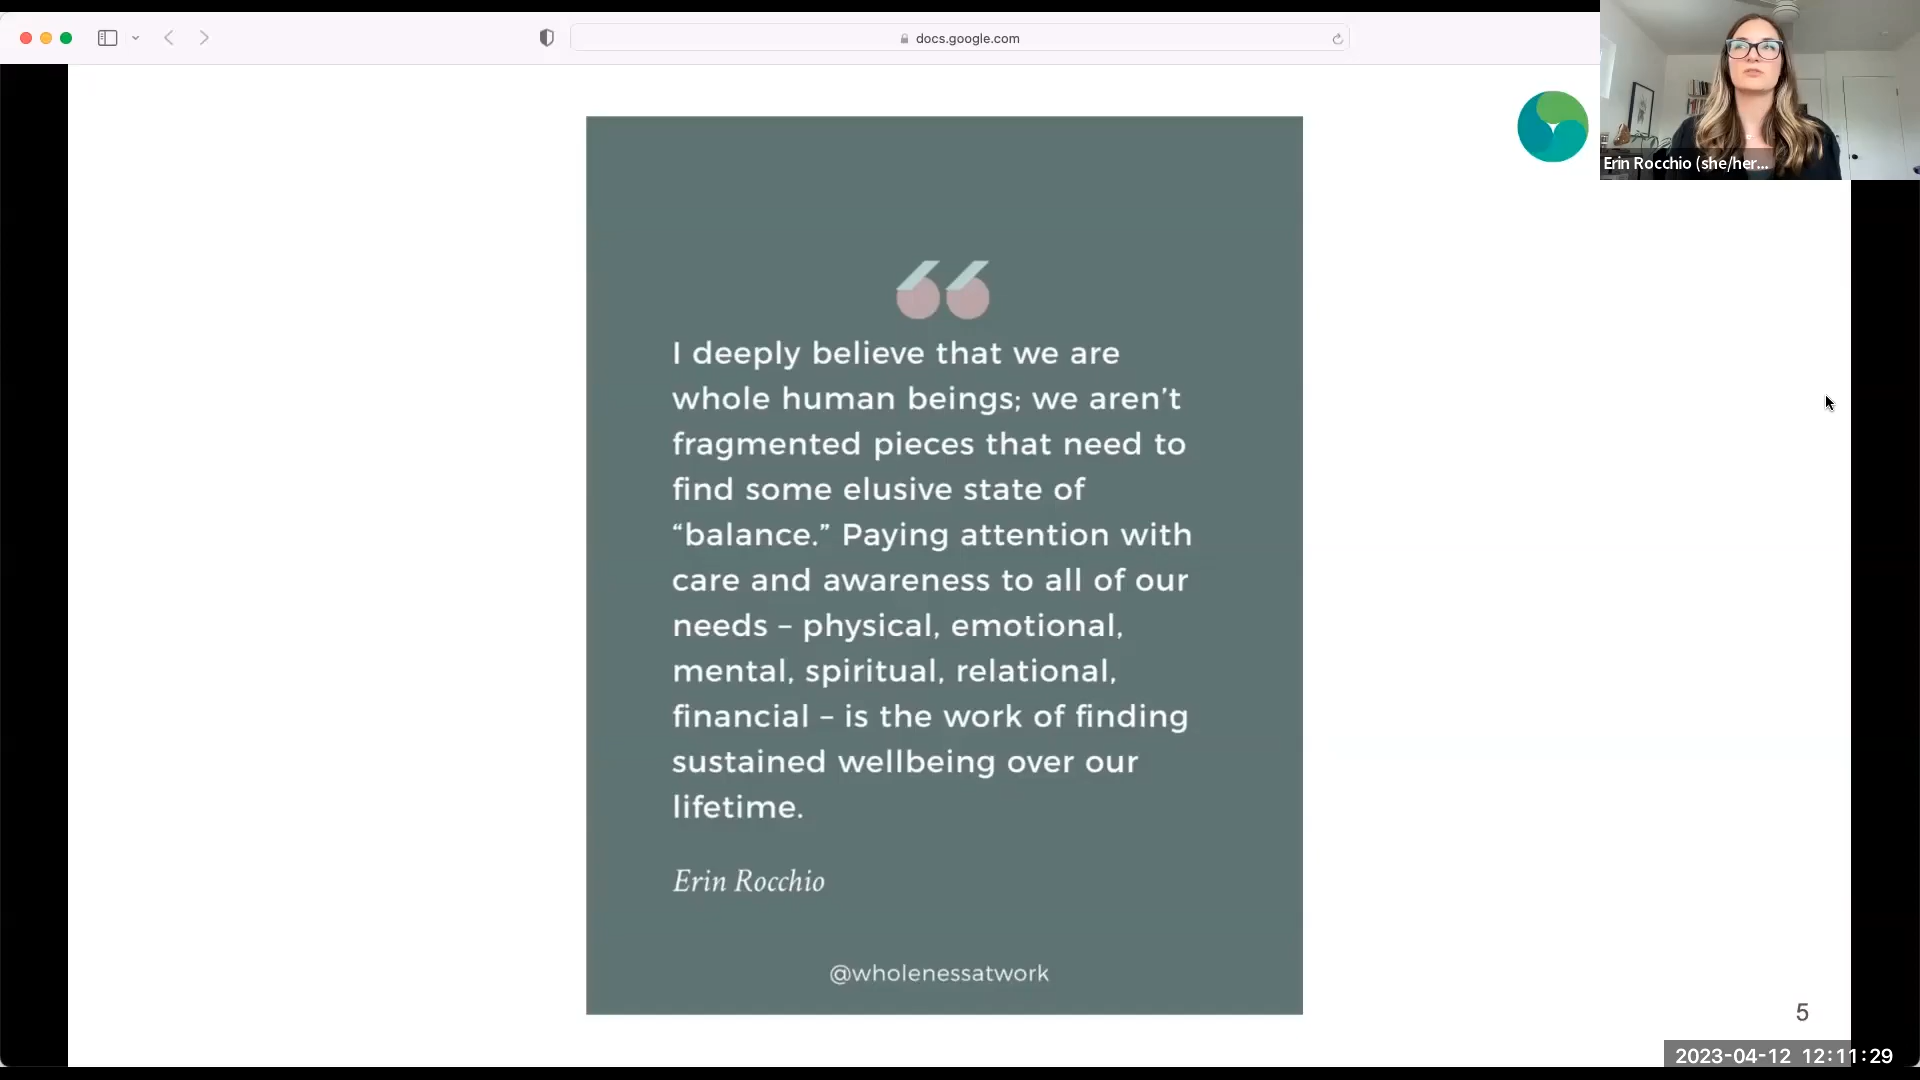 docs.google.com
Erin Rocchio (she/her...
I deeply believe that we are
whole human beings; we aren’t
fragmented pieces that need to
find some elusive state of
“balance.” Paying attention with
care and awareness to all of our
needs – physical, emotional,
mental, spiritual, relational,
financial – is the work of finding
sustained wellbeing over our
lifetime.
Erin Rocchio
@wholenessatwork
5
2023-04-12 12:11:29